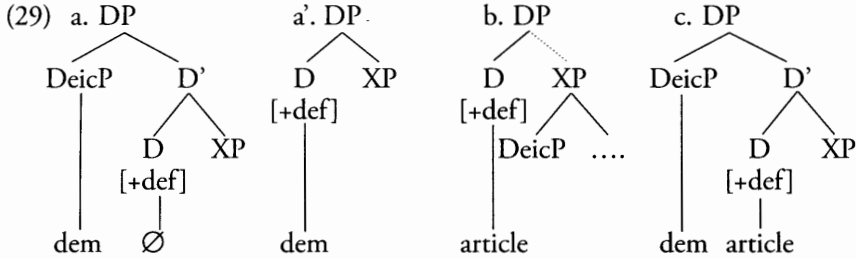 (29) a. DP a'. DP b. DP c. DP
DeicP D' D XP D XP DeicP D'
[+def] [+def]
D XP DeicP .... D XP
[+def] [+def]
dem ∅ dem article dem article